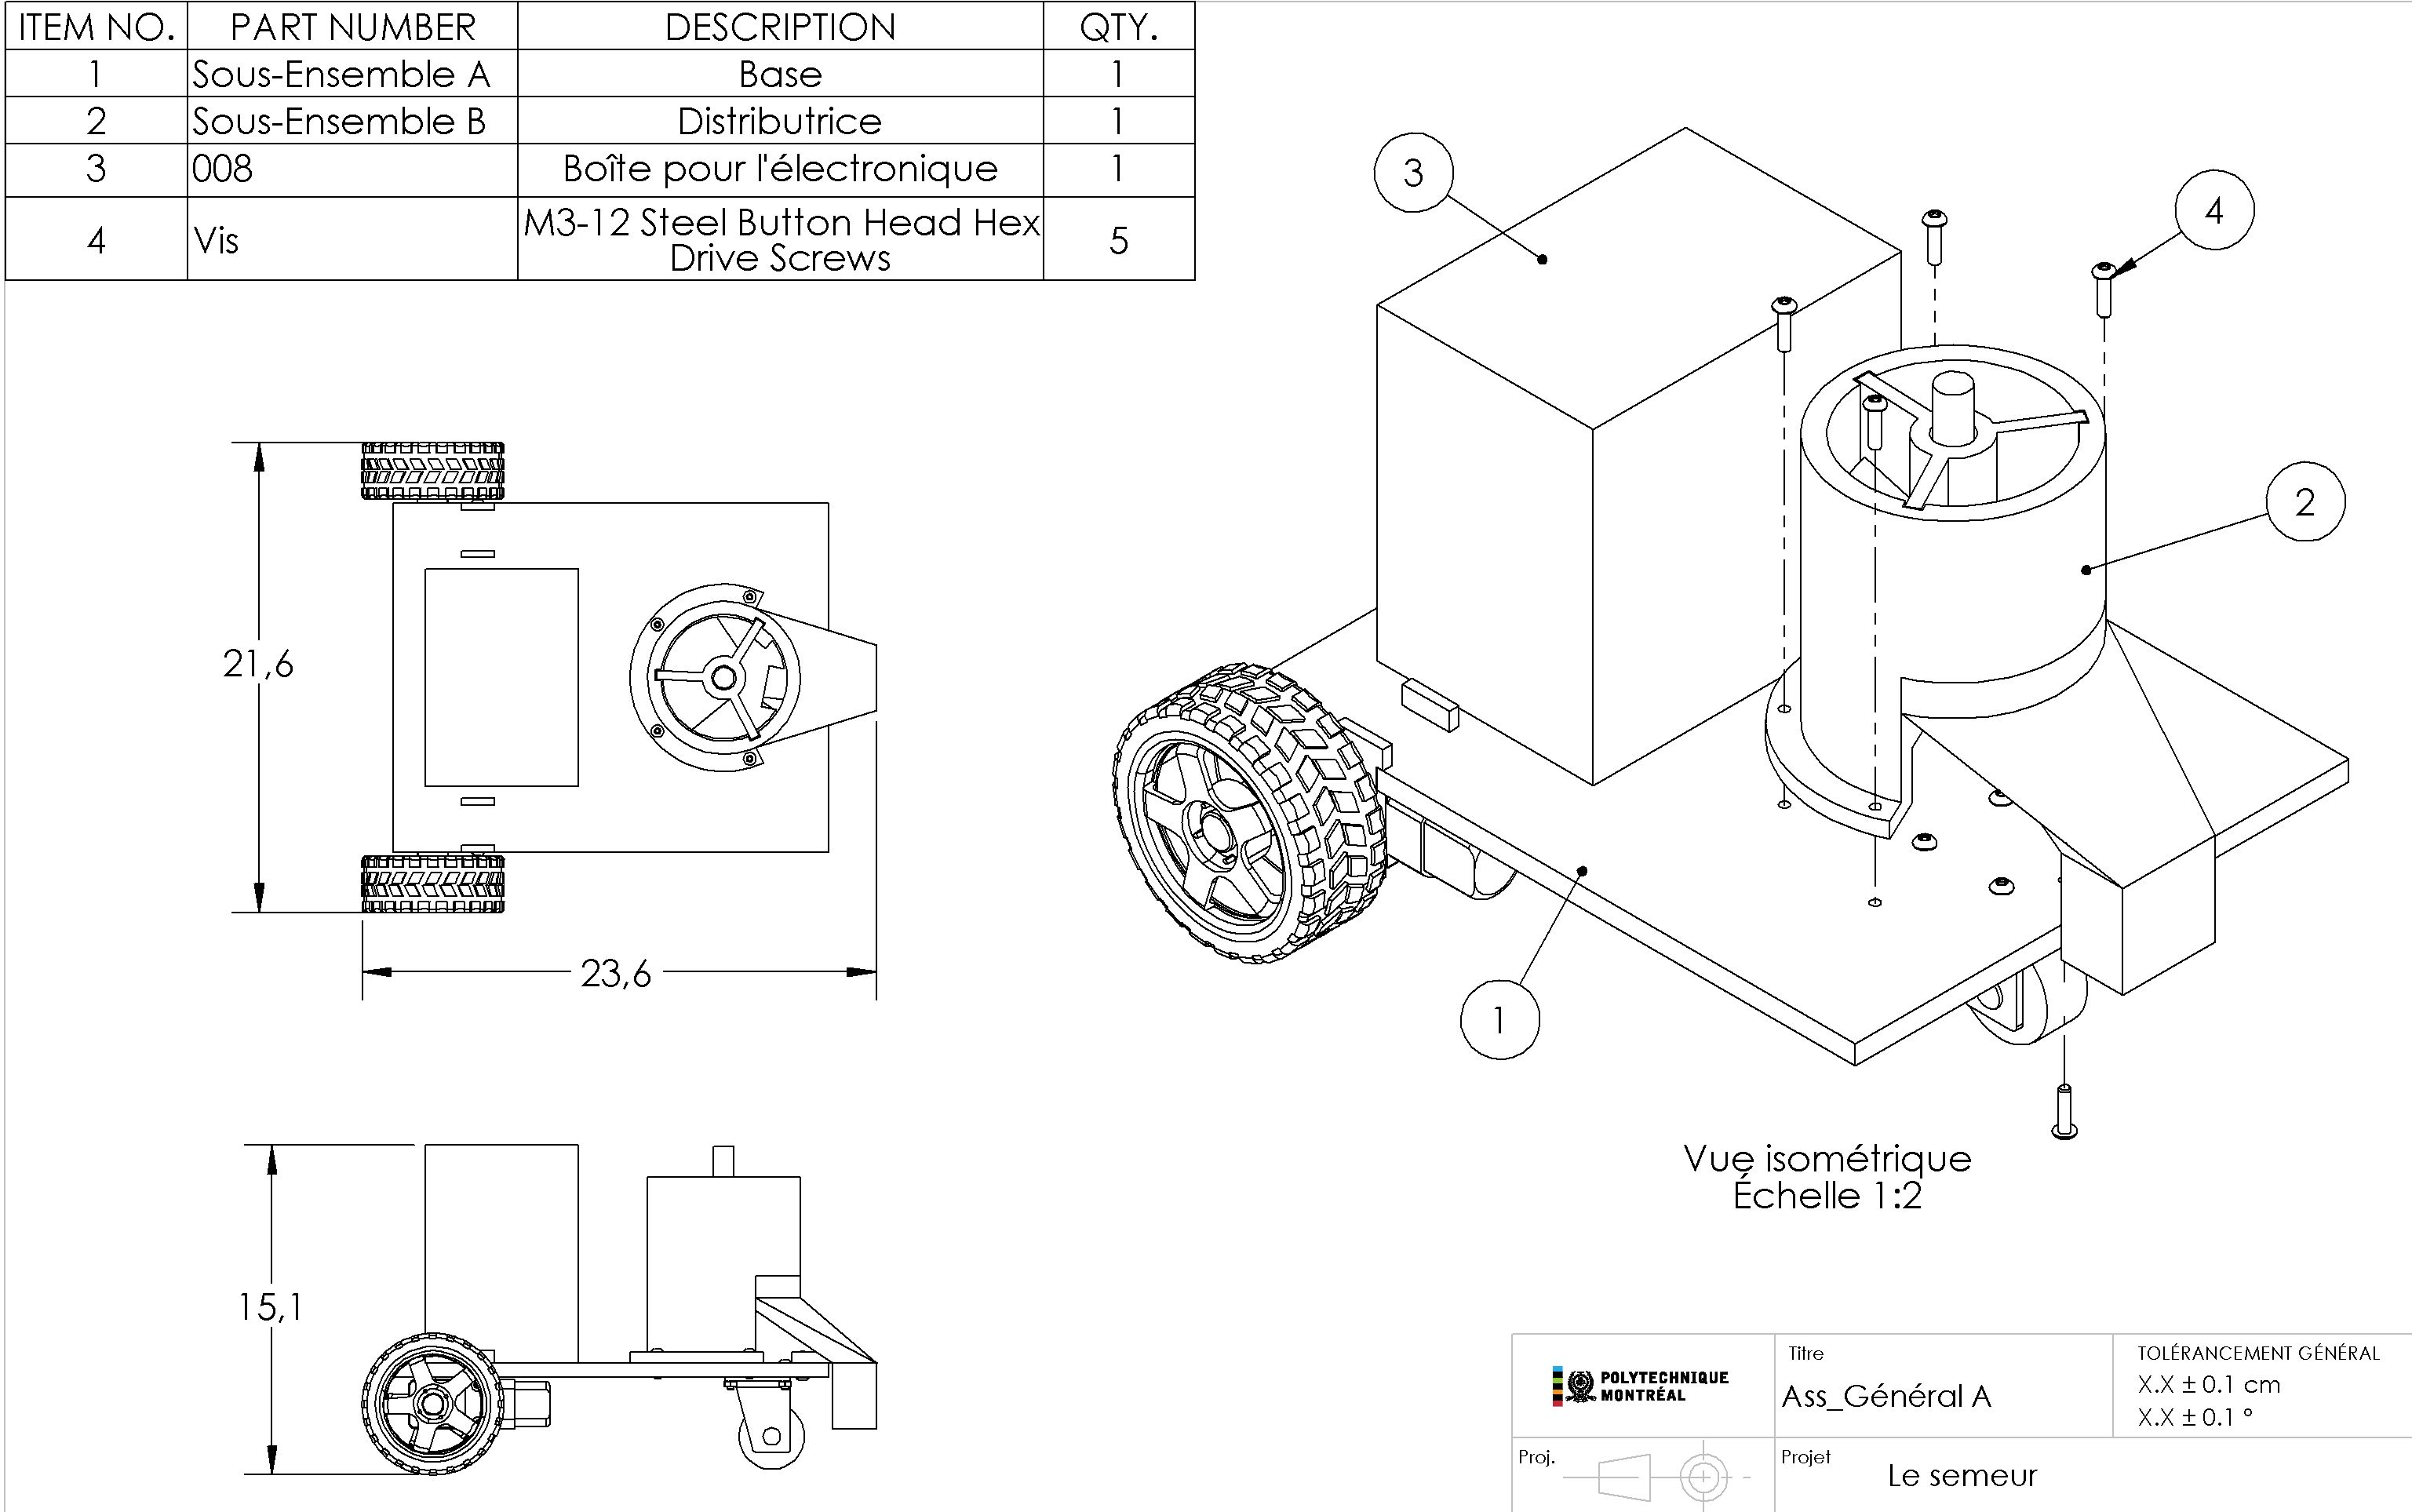 ITEM NO. PART NUMBER DESCRIPTION QTY.
1 Sous-Ensemble A Base 1
2 Sous-Ensemble B Distributrice 1
3 008 Boîte pour l'électronique 1
4 Vis M3-12 Steel Button Head Hex Drive Screws 5
3
4
2
1
21,6
23,6
15,1
Vue isométrique
Échelle 1:2
POLYTECHNIQUE
MONTRÉAL
Titre
Ass_Général A
TOLÉRANCEMENT GÉNÉRAL
X.X ± 0.1 cm
X.X ± 0.1 °
Proj.
Projet
Le semeur